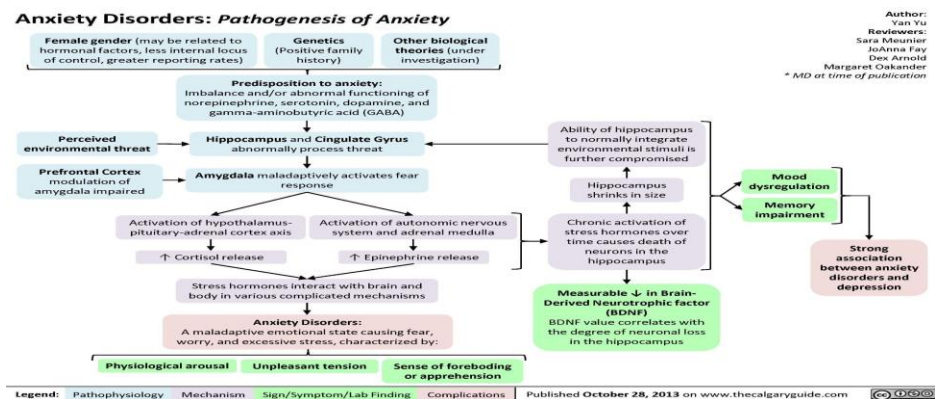 Anxiety Disorders: Pathogenesis of Anxiety
Author:
Yan Yu
Reviewers:
Sara Meunier
JoAnna Fay
Dex Arnold
Margaret Oakander
* MD at time of publication
Female gender (may be related to
hormonal factors, less internal locus
of control, greater reporting rates)
Genetics
(Positive family
history)
Other biological
theories (under
investigation)
Predisposition to anxiety:
Imbalance and/or abnormal functioning of
norepinephrine, serotonin, dopamine, and
gamma-aminobutyric acid (GABA)
Perceived
environmental threat
Hippocampus and Cingulate Gyrus
abnormally process threat
Prefrontal Cortex
modulation of
amygdala impaired
Amygdala maladaptively activates fear
response
Activation of hypothalamus-
pituitary-adrenal cortex axis
Activation of autonomic nervous
system and adrenal medulla
↑ Cortisol release
↑ Epinephrine release
Stress hormones interact with brain and
body in various complicated mechanisms
Anxiety Disorders:
A maladaptive emotional state causing fear,
worry, and excessive stress, characterized by:
Physiological arousal
Unpleasant tension
Sense of foreboding
or apprehension
Ability of hippocampus
to normally integrate
environmental stimuli is
further compromised
Hippocampus
shrinks in size
Chronic activation of
stress hormones over
time causes death of
neurons in the
hippocampus
Measurable ↓ in Brain-
Derived Neurotrophic factor
(BDNF)
BDNF value correlates with
the degree of neuronal loss
in the hippocampus
Mood
dysregulation
Memory
impairment
Strong
association
between anxiety
disorders and
depression
Legend: Pathophysiology Mechanism Sign/Symptom/Lab Finding Complications Published October 28, 2013 on www.thecalgaryguide.com